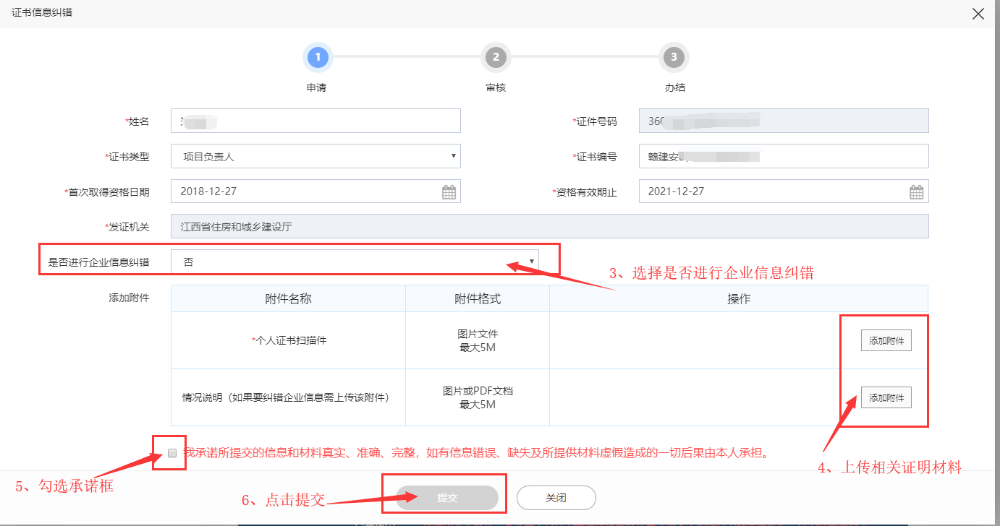 证书信息纠错
1
2
3
申请
审核
办结
*姓名
*证件号码
360
*证书类型
项目负责人
*证书编号
赣建安
*首次取得资格日期
2018-12-27
*资格有效期止
2021-12-27
*发证机关
江西省住房和城乡建设厅
是否进行企业信息纠错
否
3、选择是否进行企业信息纠错
添加附件
附件名称
附件格式
操作
*个人证书扫描件
图片文件
最大5M
添加附件
情况说明（如果要纠错企业信息需上传该附件）
图片或PDF文档
最大5M
添加附件
我承诺所提交的信息和材料真实、准确、完整，如有信息错误、缺失及所提供材料虚假造成的一切后果由本人承担。
4、上传相关证明材料
5、勾选承诺框
6、点击提交
提交
关闭